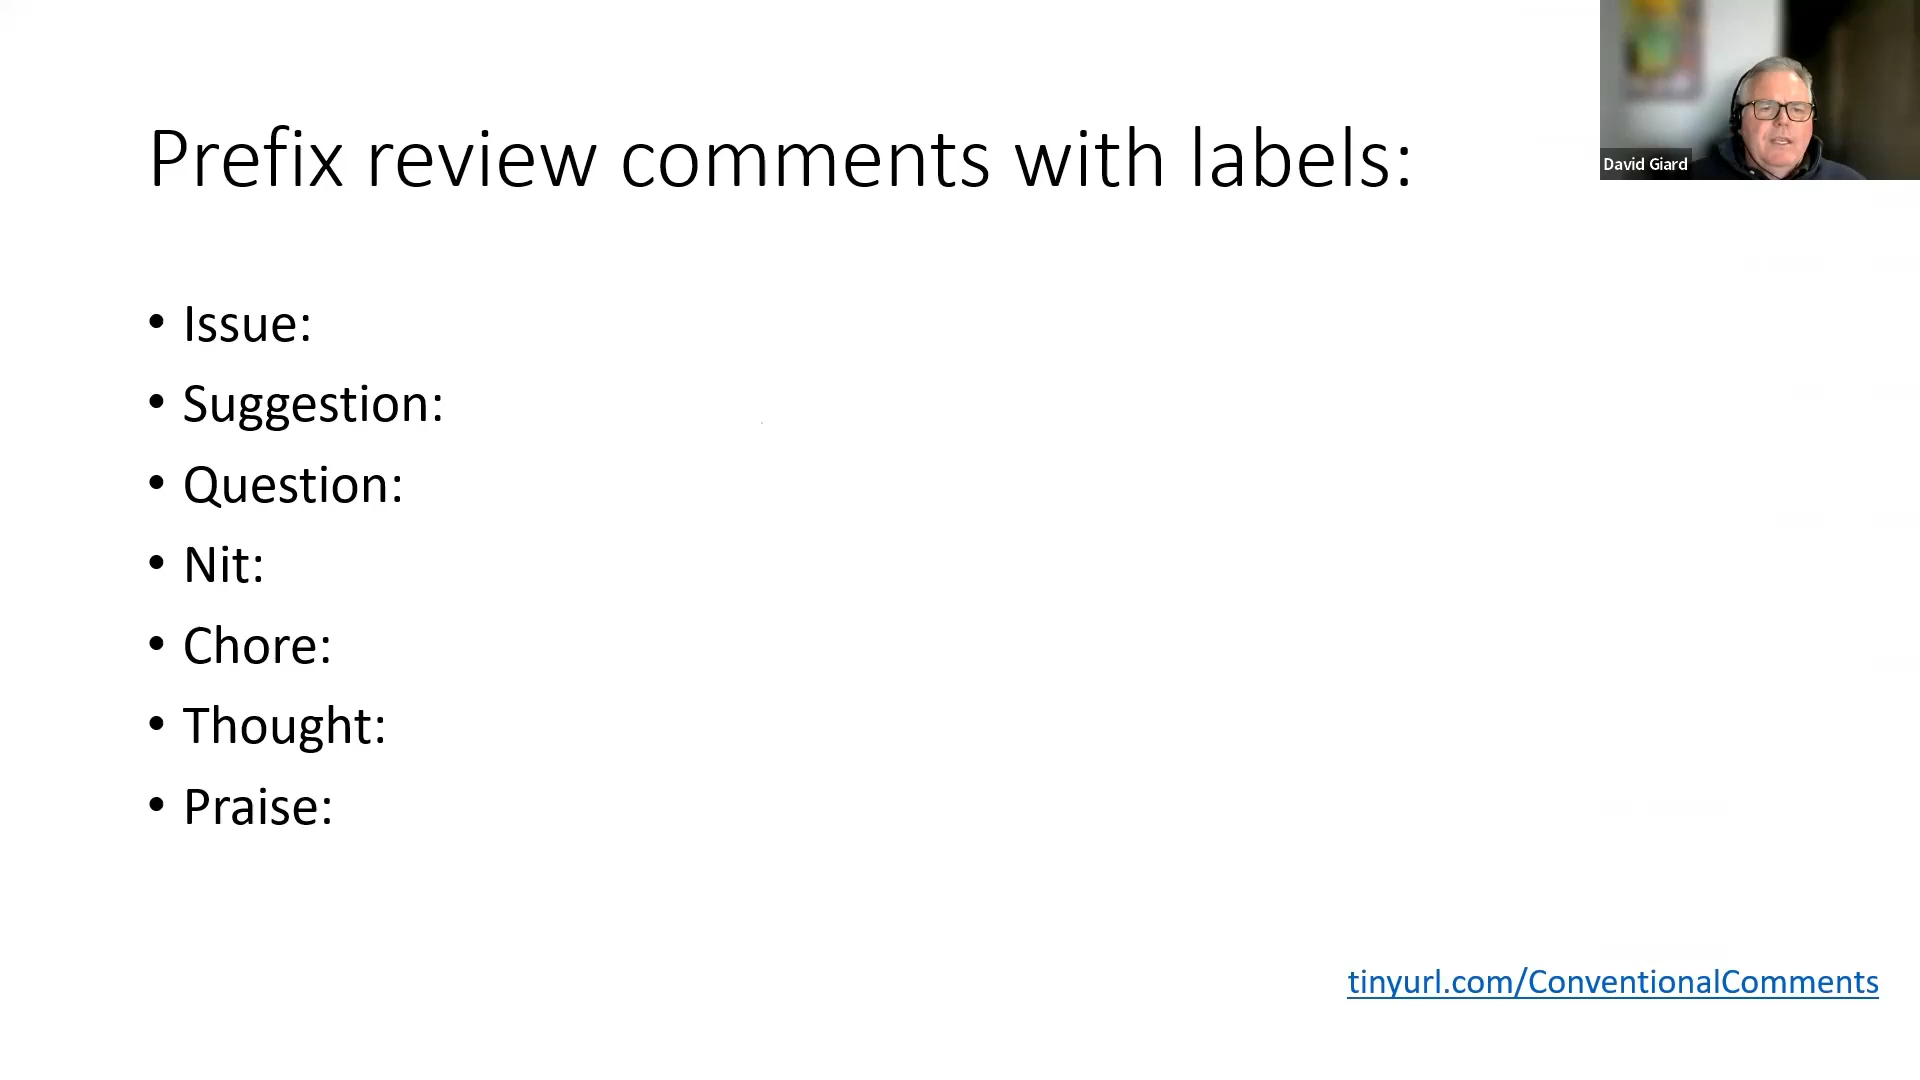 Prefix review comments with labels:
David Giard
• Issue:
• Suggestion:
• Question:
• Nit:
• Chore:
• Thought:
• Praise:
tinyurl.com/ConventionalComments